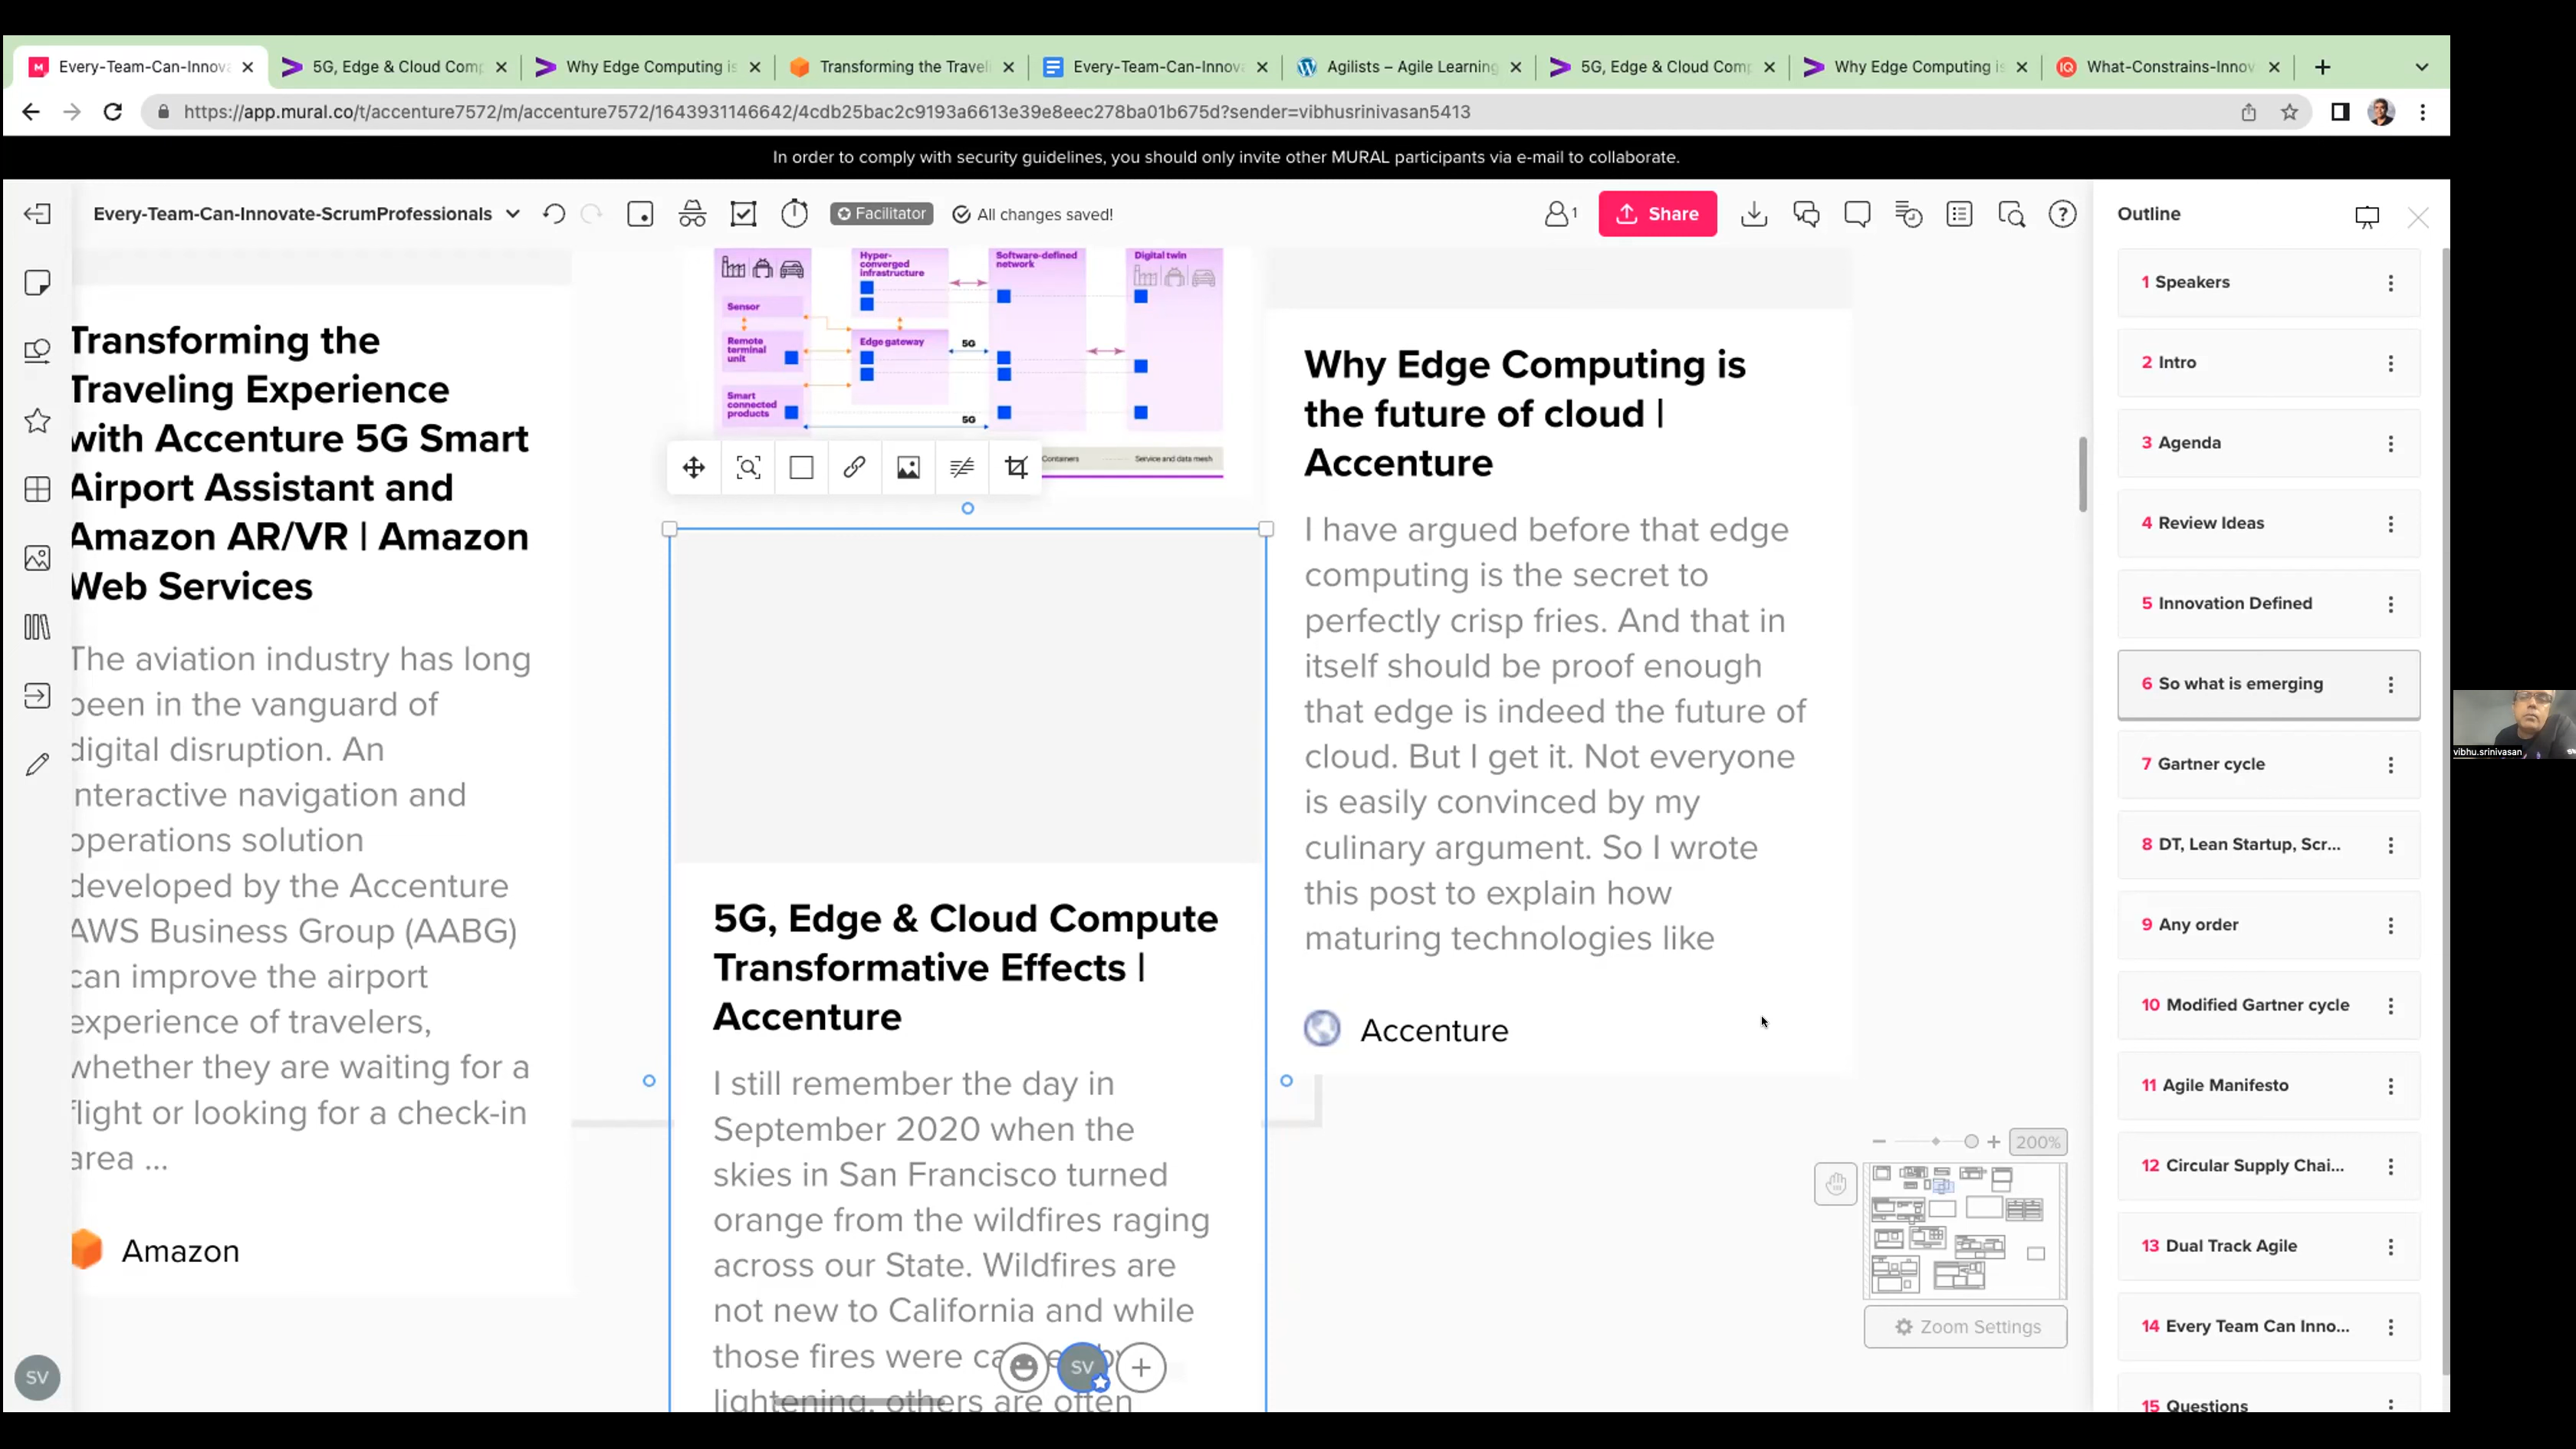 Every-Team-Can-Innova
5G, Edge & Cloud Comp
Why Edge Computing is
Transforming the Travel
Every-Team-Can-Innova
Agilists – Agile Learning
5G, Edge & Cloud Comp
Why Edge Computing is
What-Constrains-Innov
https://app.mural.co/t/accenture7572/m/accenture7572/1643931146642/4cdb25bac2c9193a6613e39e8eec278ba01b675d?sender=vibhusrinivasan5413
In order to comply with security guidelines, you should only invite other MURAL participants via e-mail to collaborate.
Every-Team-Can-Innovate-ScrumProfessionals
Facilitator
All changes saved!
1
Share
Transforming the
Traveling Experience
with Accenture 5G Smart
Airport Assistant and
Amazon AR/VR | Amazon
Web Services
The aviation industry has long
been in the vanguard of
digital disruption. An
interactive navigation and
operations solution
developed by the Accenture
AWS Business Group (AABG)
can improve the airport
experience of travelers,
whether they are waiting for a
flight or looking for a check-in
area ...
Amazon
Hyper-
converged
infrastructure
Software-defined
network
Digital twin
Sensor
Remote
terminal
unit
Edge gateway
5G
Smart
connected
products
5G
Containers
Service and data mesh
5G, Edge & Cloud Compute
Transformative Effects |
Accenture
I still remember the day in
September 2020 when the
skies in San Francisco turned
orange from the wildfires raging
across our State. Wildfires are
not new to California and while
those fires were
lightening, others are often
SV
Why Edge Computing is
the future of cloud |
Accenture
I have argued before that edge
computing is the secret to
perfectly crisp fries. And that in
itself should be proof enough
that edge is indeed the future of
cloud. But I get it. Not everyone
is easily convinced by my
culinary argument. So I wrote
this post to explain how
maturing technologies like
Accenture
200%
Zoom Settings
SV
Outline
1 Speakers
2 Intro
3 Agenda
4 Review Ideas
5 Innovation Defined
6 So what is emerging
7 Gartner cycle
8 DT, Lean Startup, Scr...
9 Any order
10 Modified Gartner cycle
11 Agile Manifesto
12 Circular Supply Chai...
13 Dual Track Agile
14 Every Team Can Inno...
15 Questions
vibhu.srinivasan